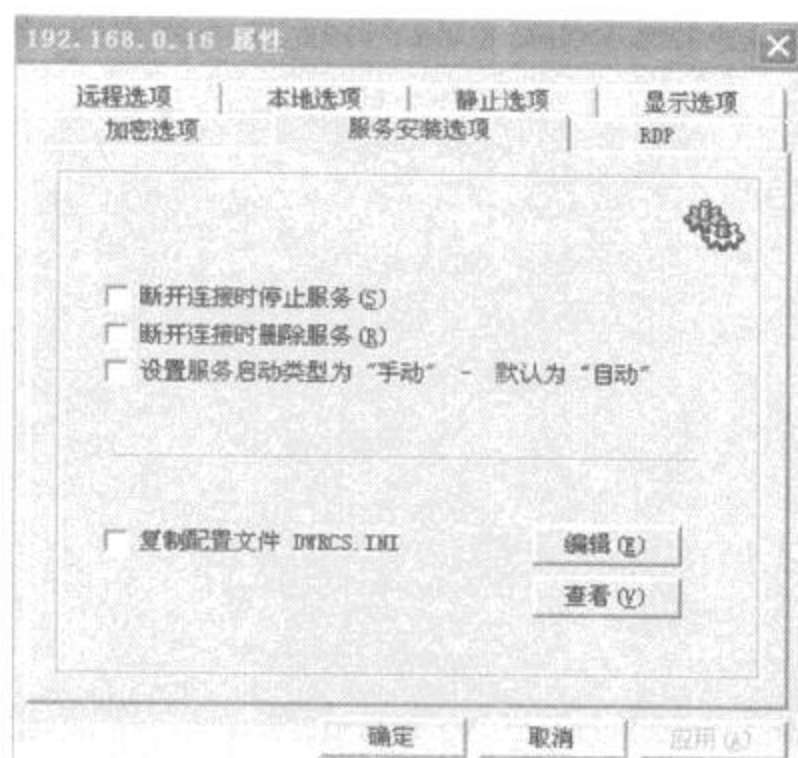 192.168.0.16 属性
远程选项 本地选项 静止选项 显示选项
加密选项 服务安装选项 RDP
断开连接时停止服务(S)
断开连接时删除服务(R)
设置服务启动类型为 "手动" - 默认为 "自动"
复制配置文件 DWRCS.INI 编辑(E)
查看(V)
确定 取消 应用(A)